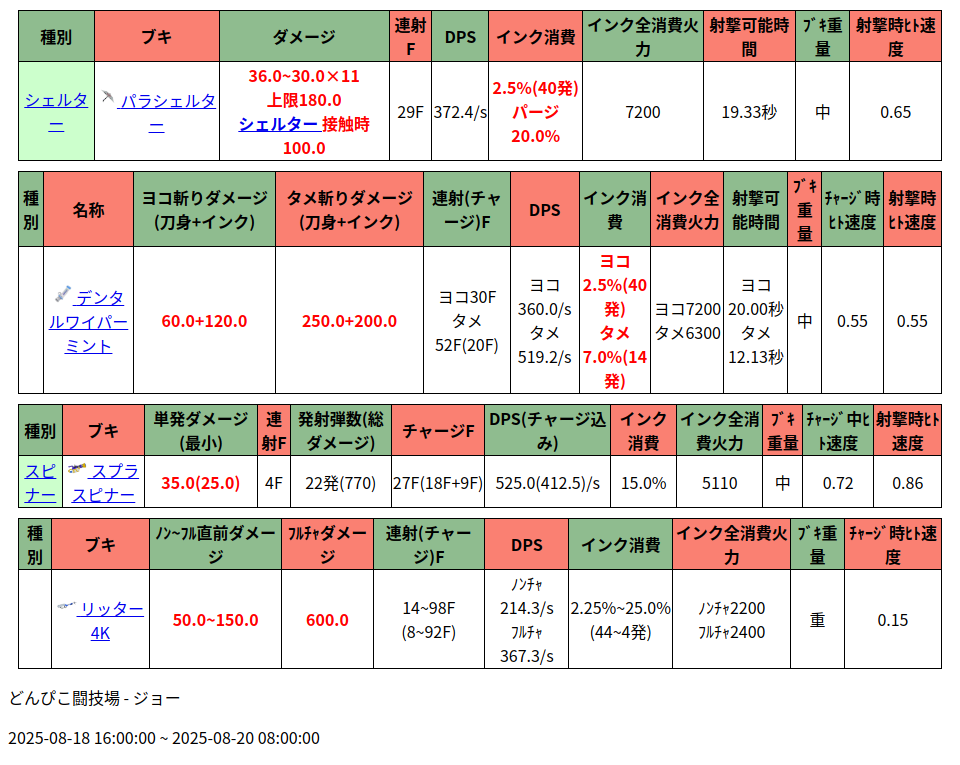 種別 ブキ ダメージ 連射F DPS インク消費 インク全消費火力 射撃可能時間 ﾌﾞｷ重量 射撃時ﾋﾄ速度
シェルター パラシェルター 36.0~30.0×11 上限180.0 シェルター 接触時 100.0 29F 372.4/s 2.5%(40発) パージ 20.0% 7200 19.33秒 中 0.65
種別 名称 ヨコ斬りダメージ(刀身+インク) タメ斬りダメージ(刀身+インク) 連射(チャージ)F DPS インク消費 インク全消費火力 射撃可能時間 ﾌﾞｷ重量 ﾁｬｰｼﾞ時ﾋﾄ速度 射撃時ﾋﾄ速度
デンタルワイパーミント 60.0+120.0 250.0+200.0 ヨコ30F タメ 52F(20F) ヨコ 360.0/s タメ 519.2/s ヨコ 2.5%(40発) タメ 7.0%(14発) ヨコ7200 タメ6300 ヨコ 20.00秒 タメ 12.13秒 中 0.55 0.55
種別 ブキ 単発ダメージ(最小) 連射F 発射弾数(総ダメージ) チャージF DPS(チャージ込み) インク消費 インク全消費火力 ﾌﾞｷ重量 ﾁｬｰｼﾞ中ﾋﾄ速度 射撃時ﾋﾄ速度
スピナー スプラスピナー 35.0(25.0) 4F 22発(770) 27F(18F+9F) 525.0(412.5)/s 15.0% 5110 中 0.72 0.86
種別 ブキ ﾉﾝ~ﾌﾙ直前ダメージ ﾌﾙﾁｬダメージ 連射(チャージ)F DPS インク消費 インク全消費火力 ﾌﾞｷ重量 ﾁｬｰｼﾞ時ﾋﾄ速度
リッター4K 50.0~150.0 600.0 14~98F (8~92F) ﾉﾝﾁｬ 214.3/s ﾌﾙﾁｬ 367.3/s 2.25%~25.0% (44~4発) ﾉﾝﾁｬ2200 ﾌﾙﾁｬ2400 重 0.15
どんぴこ闘技場 - ジョー
2025-08-18 16:00:00 ~ 2025-08-20 08:00:00